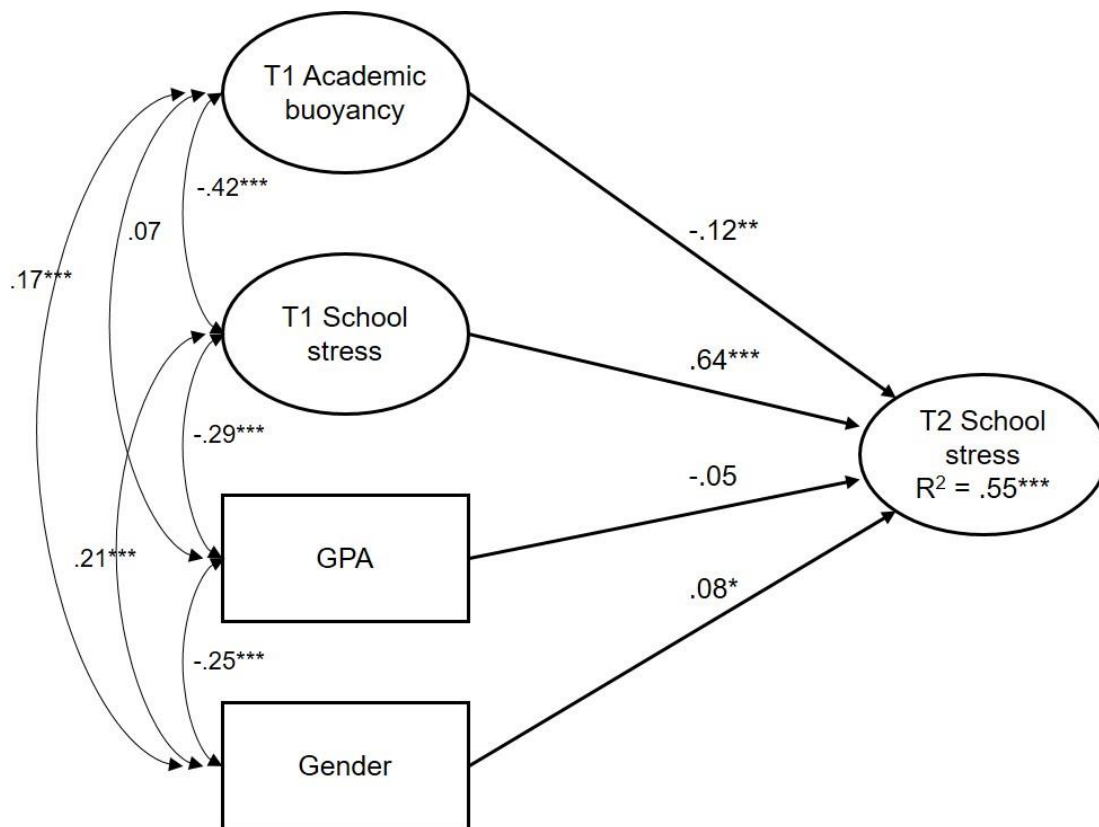 T1 Academic
buoyancy
-.42***
-.12**
.07
.17***
T1 School
stress
.64***
T2 School
stress
R² = .55***
-.29***
-.05
.21***
GPA
.08*
-.25***
Gender